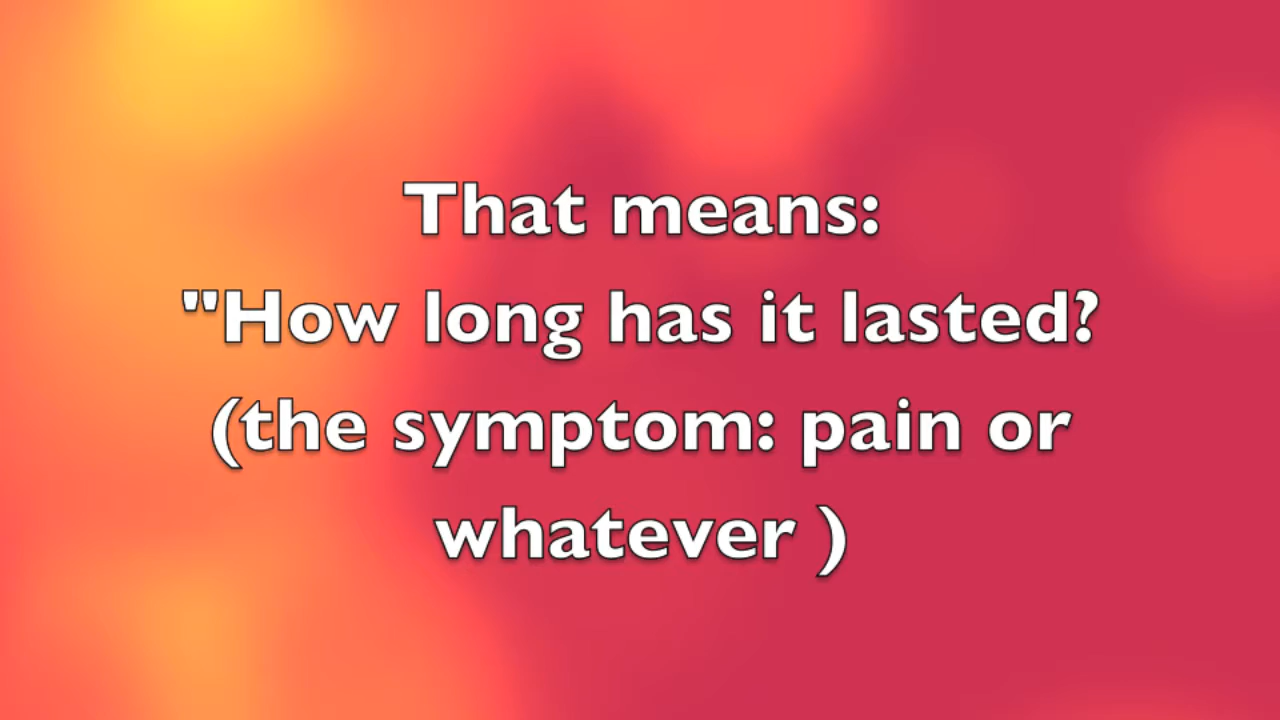 That means:
"How long has it lasted?
(the symptom: pain or
whatever )